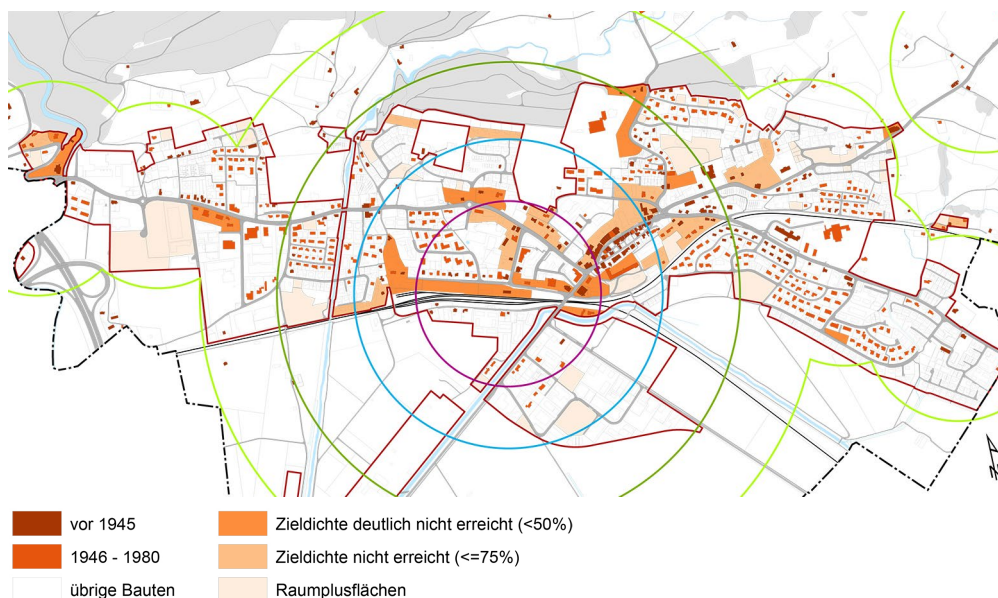 vor 1945
1946 - 1980
übrige Bauten
Zieldichte deutlich nicht erreicht (<50%)
Zieldichte nicht erreicht (<=75%)
Raumplusflächen